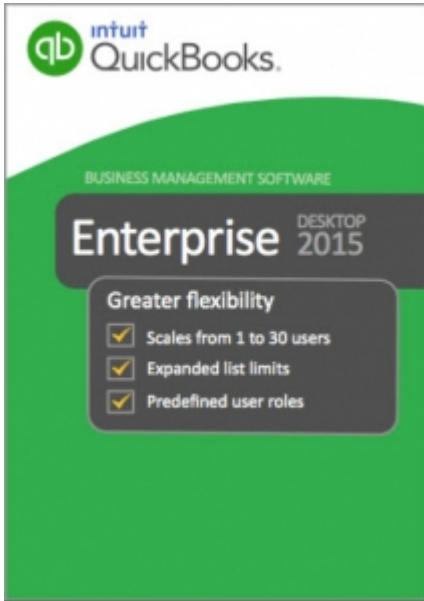 qb
intuit
QuickBooks.
BUSINESS MANAGEMENT SOFTWARE
Enterprise
DESKTOP
2015
Greater flexibility
Scales from 1 to 30 users
Expanded list limits
Predefined user roles